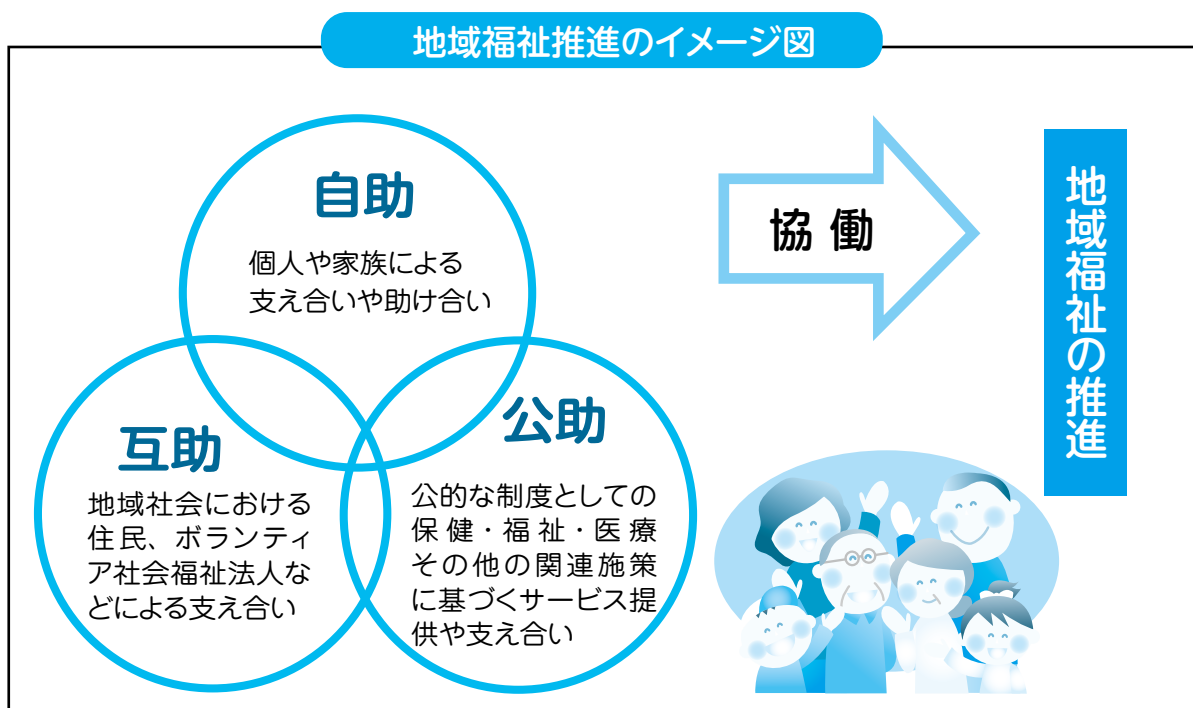 地域福祉推進のイメージ図
自助
個人や家族による
支え合いや助け合い
互助
地域社会における
住民、ボランティ
ア社会福祉法人な
どによる支え合い
公助
公的な制度としての
保健・福祉・医療
その他の関連施策
に基づくサービス提
供や支え合い
協働
地域福祉の推進